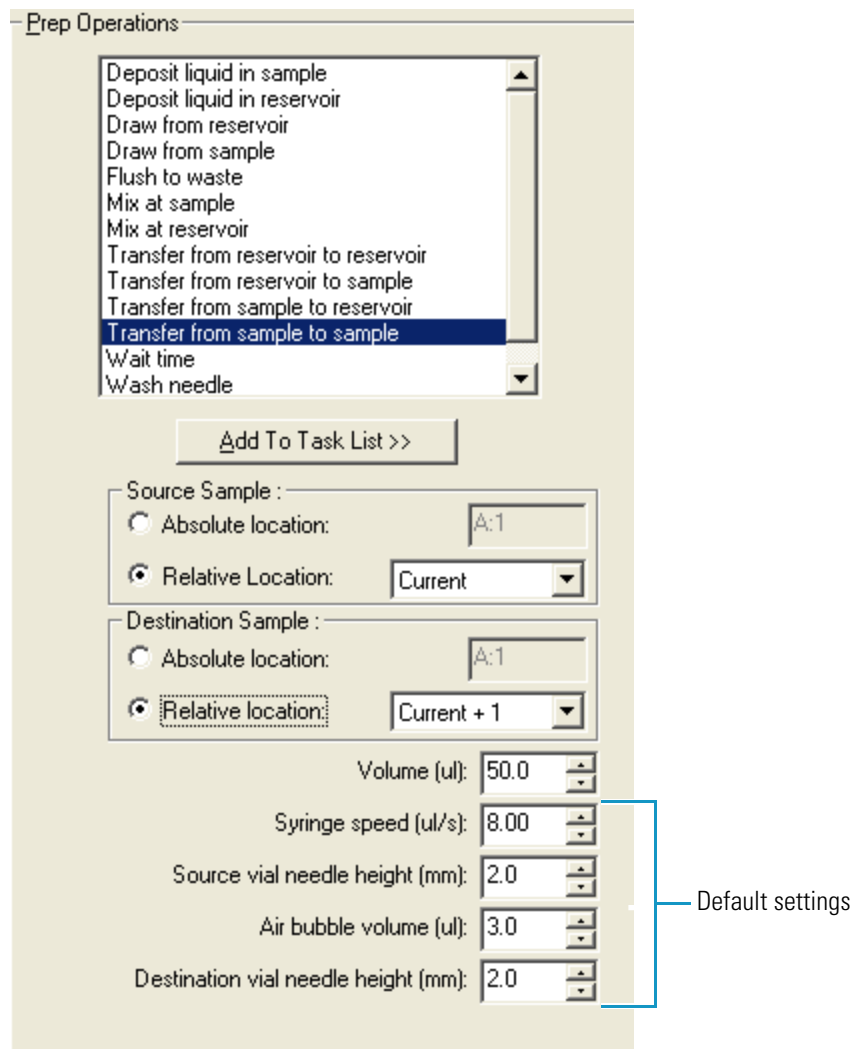 Prep Operations
Deposit liquid in sample
Deposit liquid in reservoir
Draw from reservoir
Draw from sample
Flush to waste
Mix at sample
Mix at reservoir
Transfer from reservoir to reservoir
Transfer from reservoir to sample
Transfer from sample to reservoir
Transfer from sample to sample
Wait time
Wash needle
Add To Task List >>
Source Sample :
Absolute location: A:1
Relative Location: Current
Destination Sample :
Absolute location: A:1
Relative location: Current + 1
Volume (ul): 50.0
Syringe speed (ul/s): 8.00
Source vial needle height (mm): 2.0
Default settings
Air bubble volume (ul): 3.0
Destination vial needle height (mm): 2.0